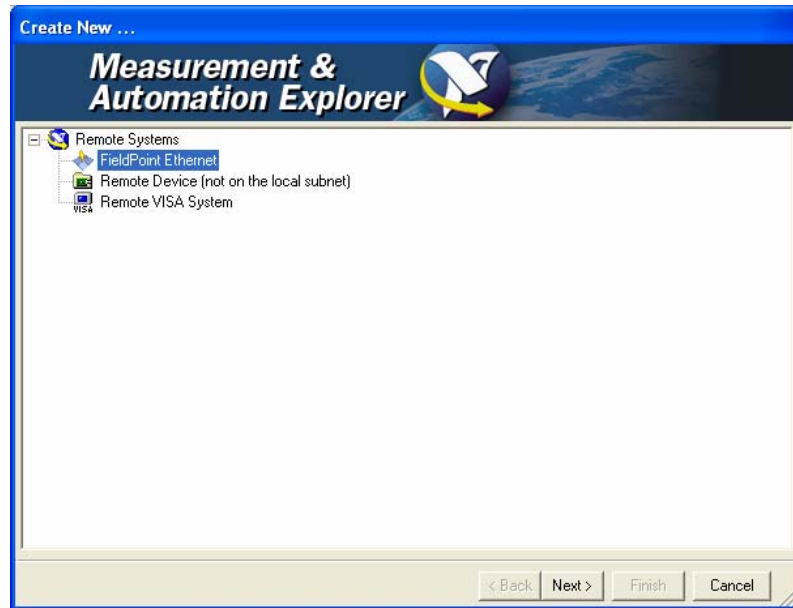 Create New ...
Measurement &
Automation Explorer
Remote Systems
FieldPoint Ethernet
Remote Device (not on the local subnet)
VISA Remote VISA System
< Back Next > Finish Cancel